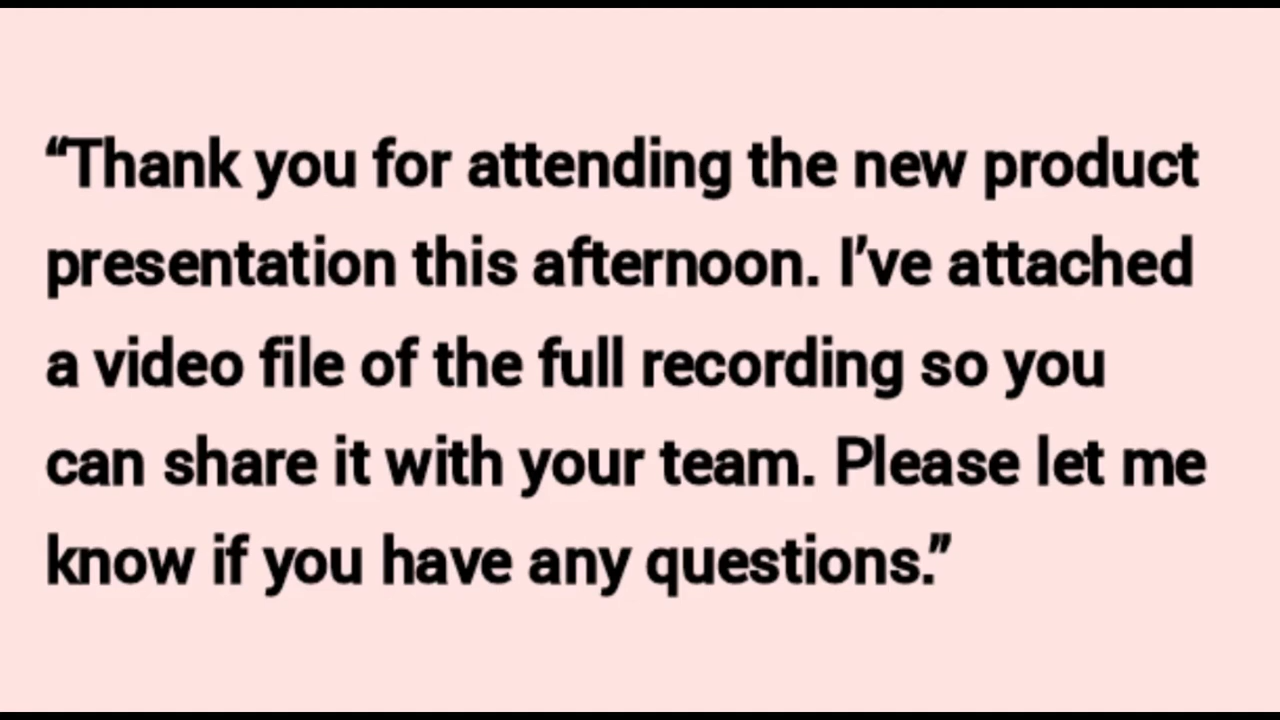 “Thank you for attending the new product
presentation this afternoon. I’ve attached
a video file of the full recording so you
can share it with your team. Please let me
know if you have any questions.”